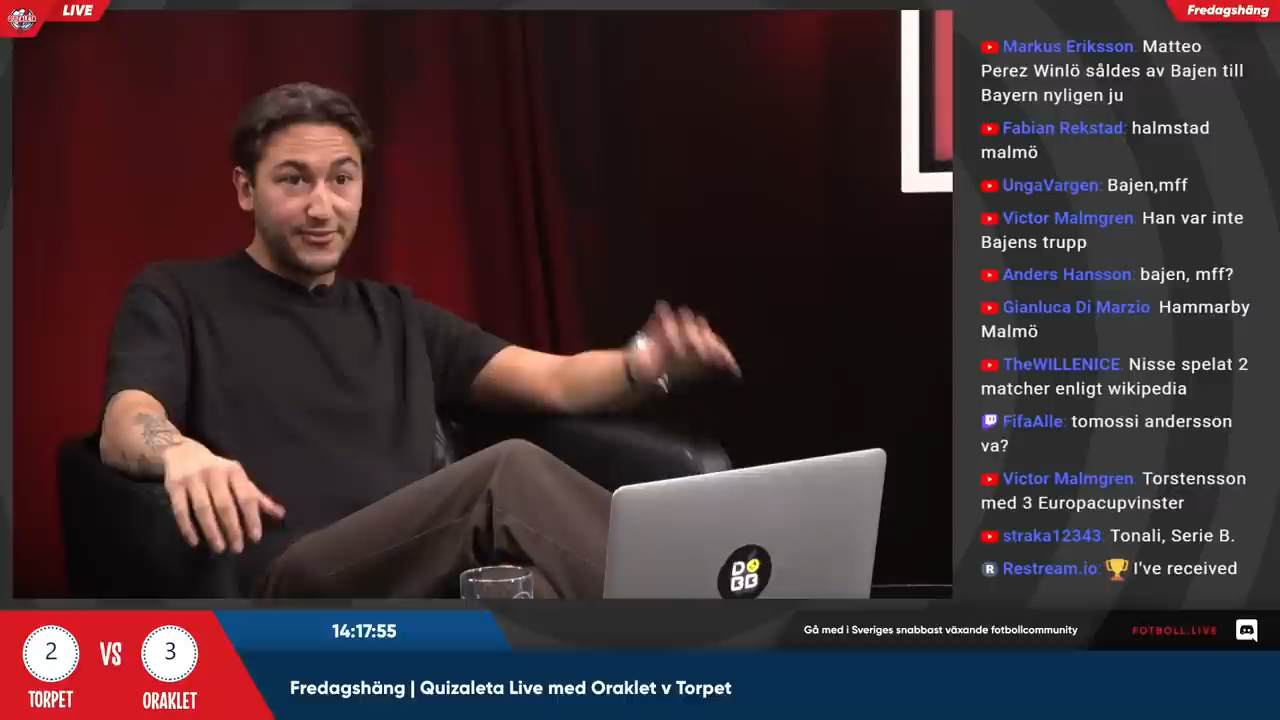 QUIZALETA
LIVE
Fredagshäng
Markus Eriksson: Matteo
Perez Winlö såldes av Bajen till
Bayern nyligen ju
Fabian Rekstad: halmstad
malmö
UngaVargen: Bajen,mff
Victor Malmgren: Han var inte
Bajens trupp
Anders Hansson: bajen, mff?
Gianluca Di Marzio: Hammarby
Malmö
TheWILLENICE: Nisse spelat 2
matcher enligt wikipedia
FifaAlle: tomossi andersson
va?
Victor Malmgren: Torstensson
med 3 Europacupvinster
straka12343: Tonali, Serie B.
R Restream.io: 🏆 I've received
2 VS 3
TORPET ORAKLET
14:17:55
Gå med i Sveriges snabbast växande fotbollcommunity
FOTBOLL.LIVE
Fredagshäng | Quizaleta Live med Oraklet v Torpet